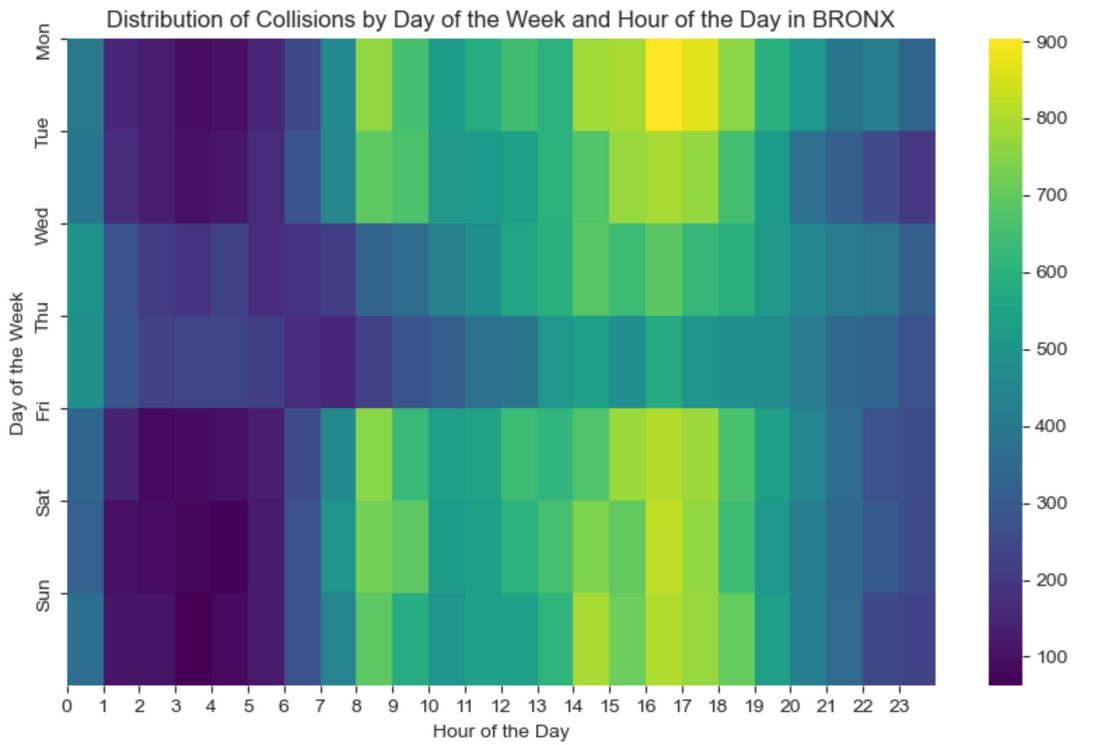 Distribution of Collisions by Day of the Week and Hour of the Day in BRONX
Day of the Week
Mon
Tue
Wed
Thu
Fri
Sat
Sun
0 1 2 3 4 5 6 7 8 9 10 11 12 13 14 15 16 17 18 19 20 21 22 23
Hour of the Day
900
800
700
600
500
400
300
200
100